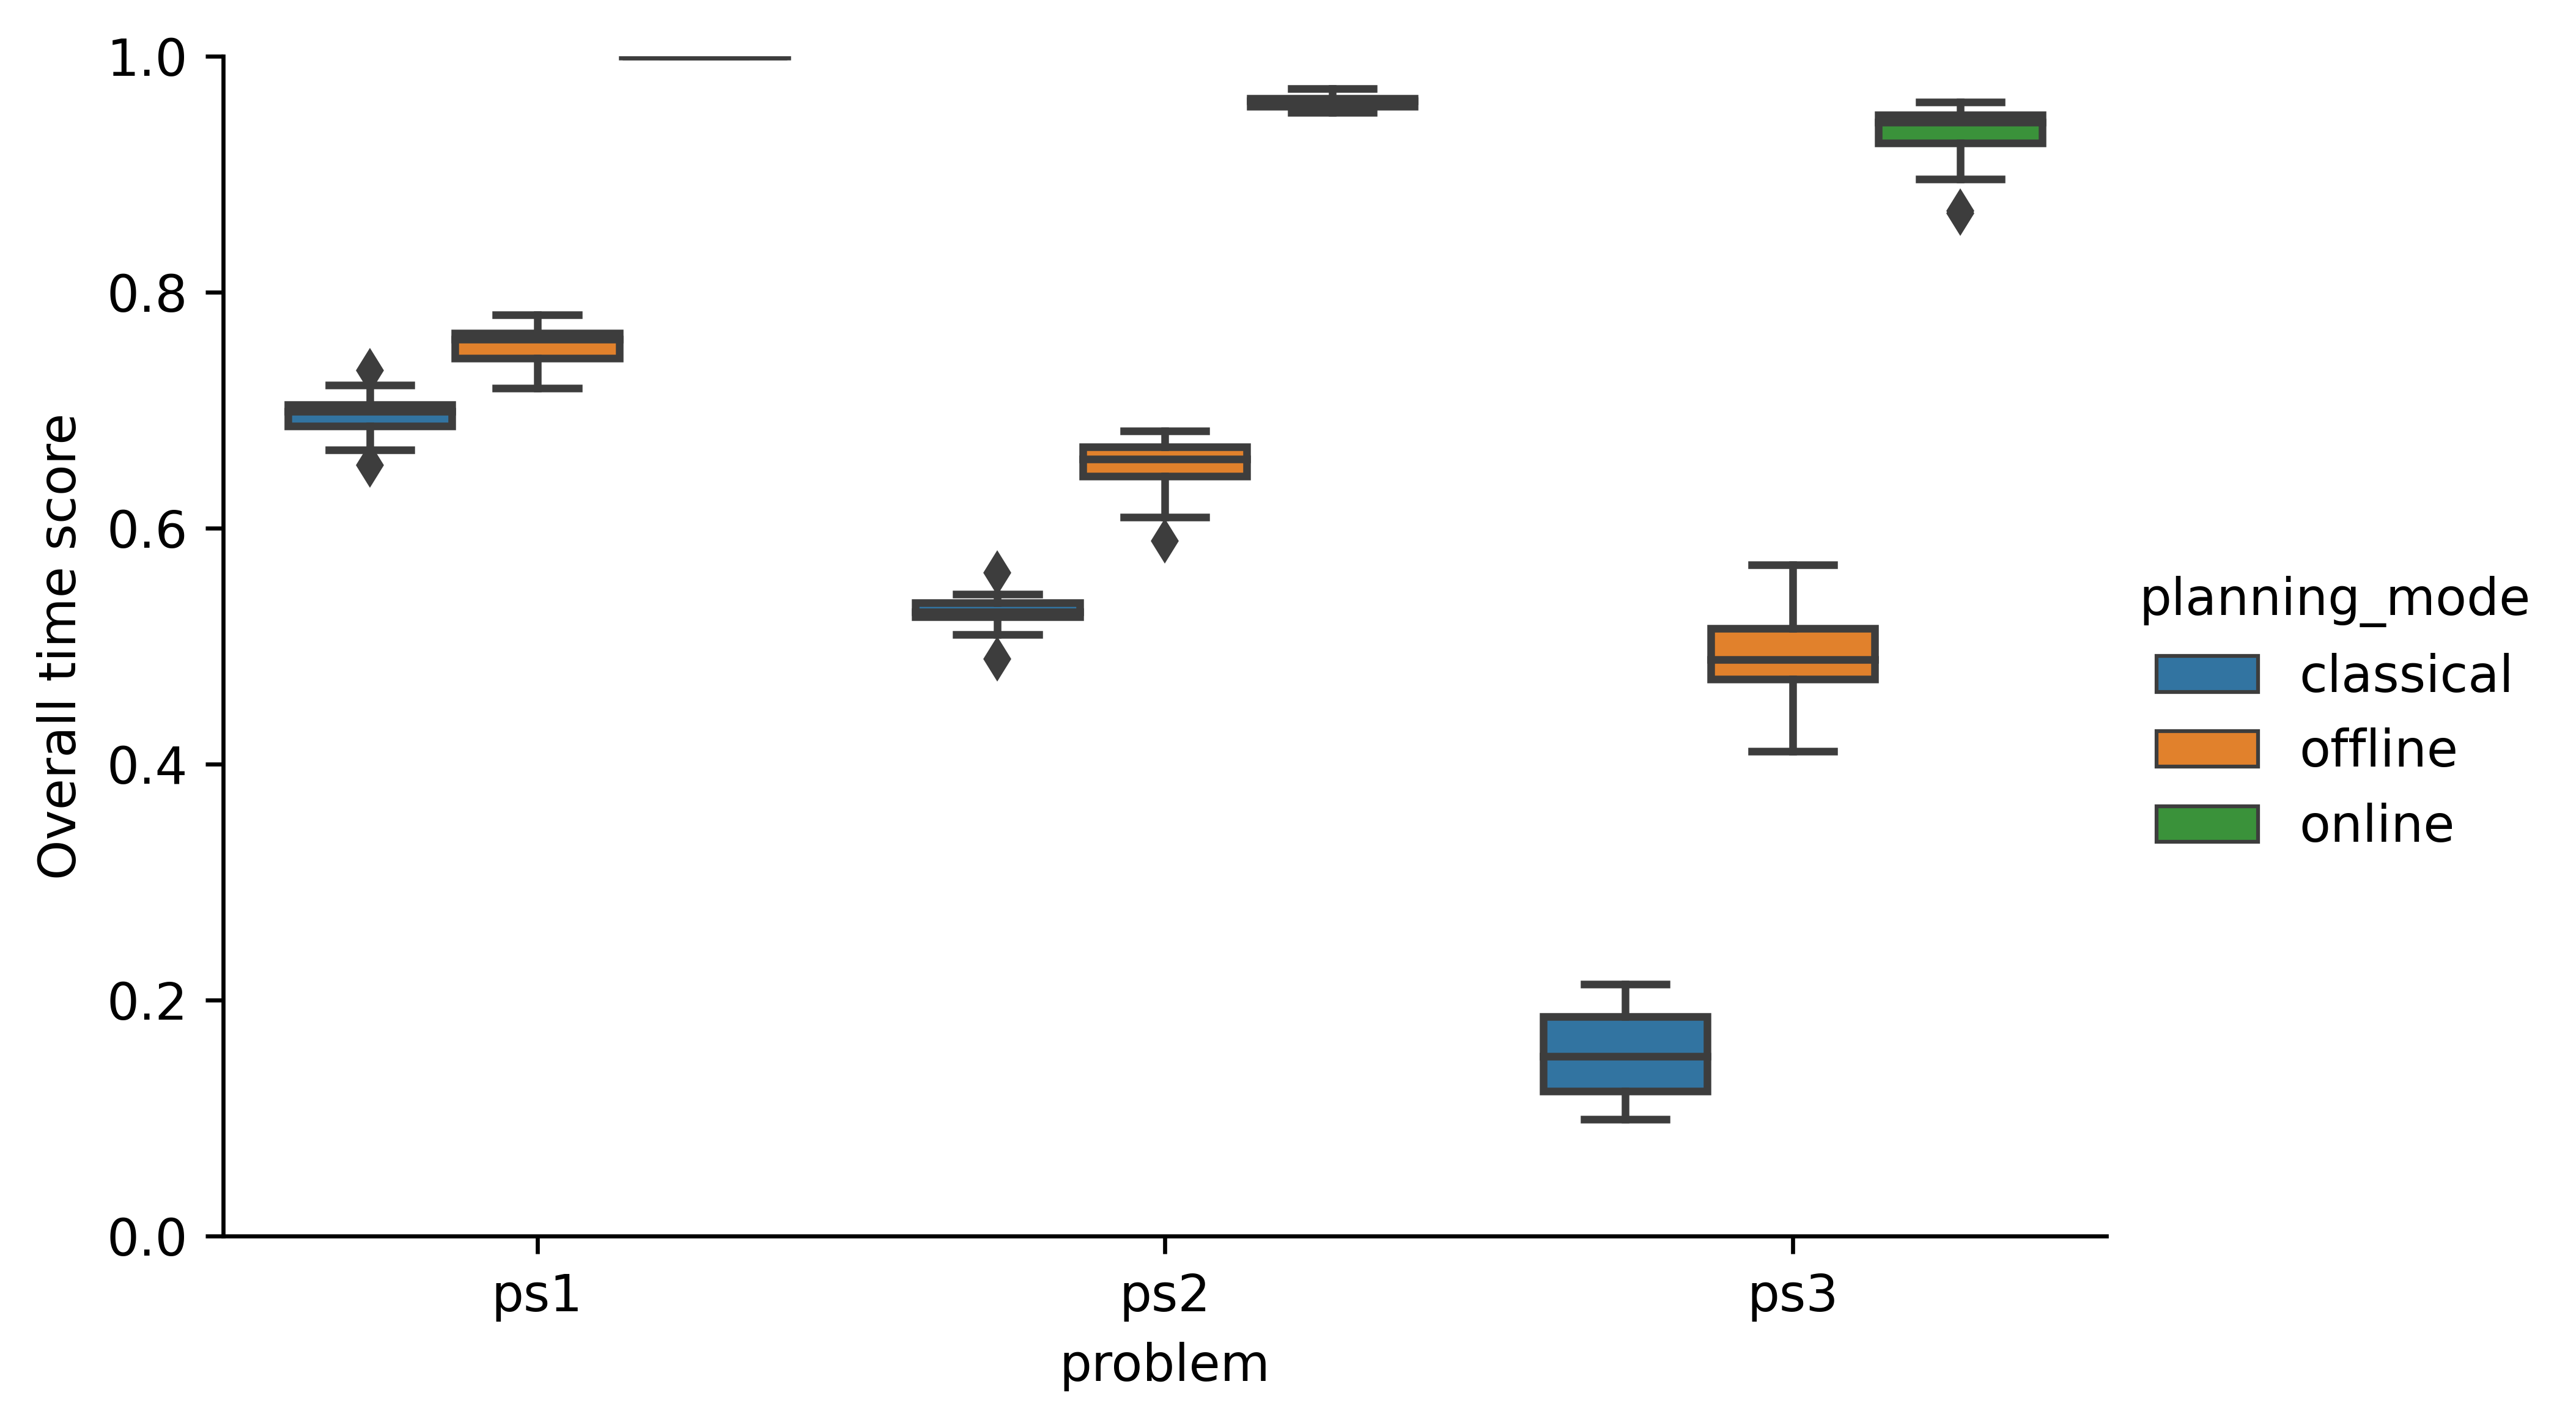 Overall time score
1.0
0.8
0.6
0.4
0.2
0.0
ps1
ps2
ps3
problem
planning_mode
classical
offline
online